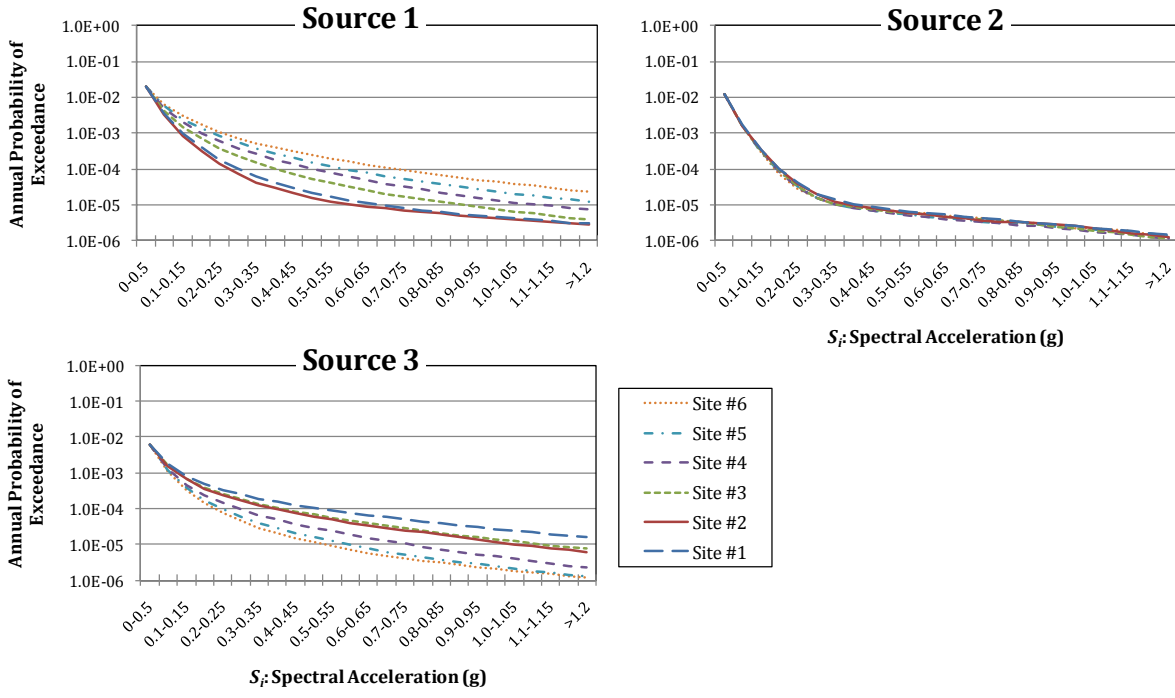 Source 1
Annual Probability of
Exceedance
1.0E+00
1.0E-01
1.0E-02
1.0E-03
1.0E-04
1.0E-05
1.0E-06
0-0.5
0.1-0.15
0.2-0.25
0.3-0.35
0.4-0.45
0.5-0.55
0.6-0.65
0.7-0.75
0.8-0.85
0.9-0.95
1.0-1.05
1.1-1.15
>1.2
Source 2
1.0E+00
1.0E-01
1.0E-02
1.0E-03
1.0E-04
1.0E-05
1.0E-06
0-0.5
0.1-0.15
0.2-0.25
0.3-0.35
0.4-0.45
0.5-0.55
0.6-0.65
0.7-0.75
0.8-0.85
0.9-0.95
1.0-1.05
1.1-1.15
>1.2
Si: Spectral Acceleration (g)
Source 3
Annual Probability of
Exceedance
1.0E+00
1.0E-01
1.0E-02
1.0E-03
1.0E-04
1.0E-05
1.0E-06
0-0.5
0.1-0.15
0.2-0.25
0.3-0.35
0.4-0.45
0.5-0.55
0.6-0.65
0.7-0.75
0.8-0.85
0.9-0.95
1.0-1.05
1.1-1.15
>1.2
Si: Spectral Acceleration (g)
Site #6
Site #5
Site #4
Site #3
Site #2
Site #1